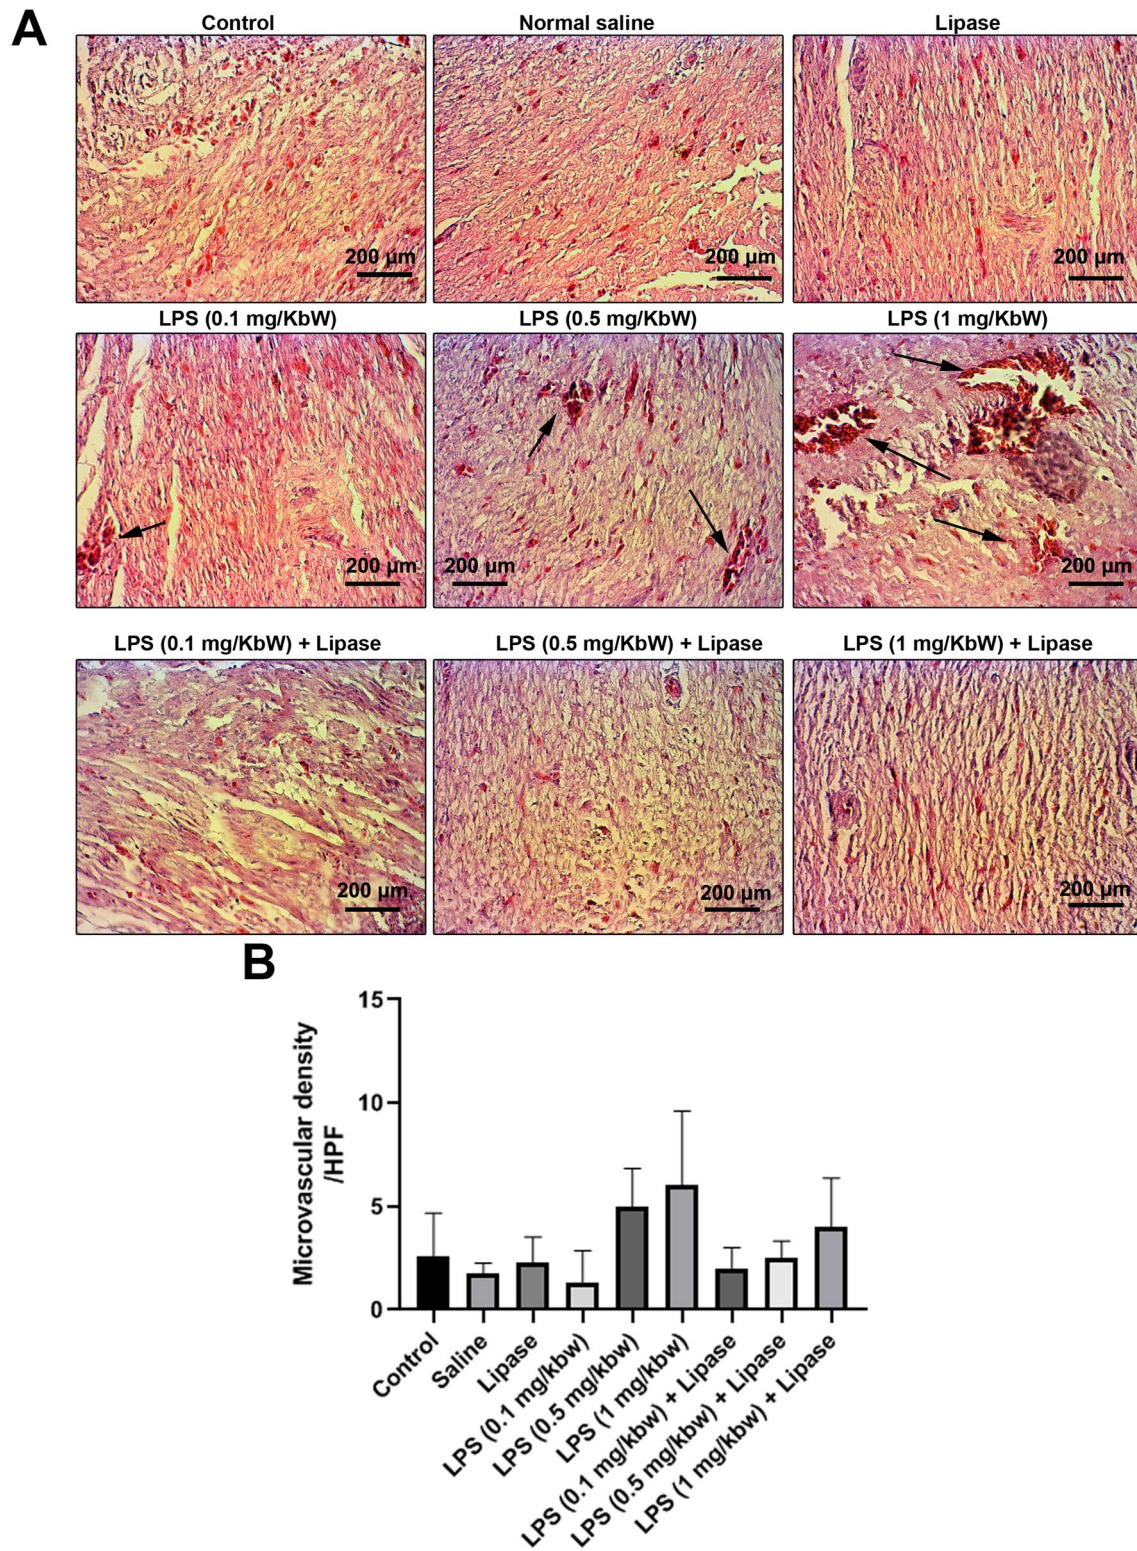 A
Control
Normal saline
Lipase
200 µm
200 µm
200 µm
LPS (0.1 mg/KbW)
LPS (0.5 mg/KbW)
LPS (1 mg/KbW)
200 µm
200 µm
200 µm
LPS (0.1 mg/KbW) + Lipase
LPS (0.5 mg/KbW) + Lipase
LPS (1 mg/KbW) + Lipase
200 µm
200 µm
200 µm
B
Microvascular density
/HPF
15
10
5
0
Control
Saline
Lipase
LPS (0.1 mg/kbw)
LPS (0.5 mg/kbw)
LPS (1 mg/kbw)
LPS (0.1 mg/kbw) + Lipase
LPS (0.5 mg/kbw) + Lipase
LPS (1 mg/kbw) + Lipase